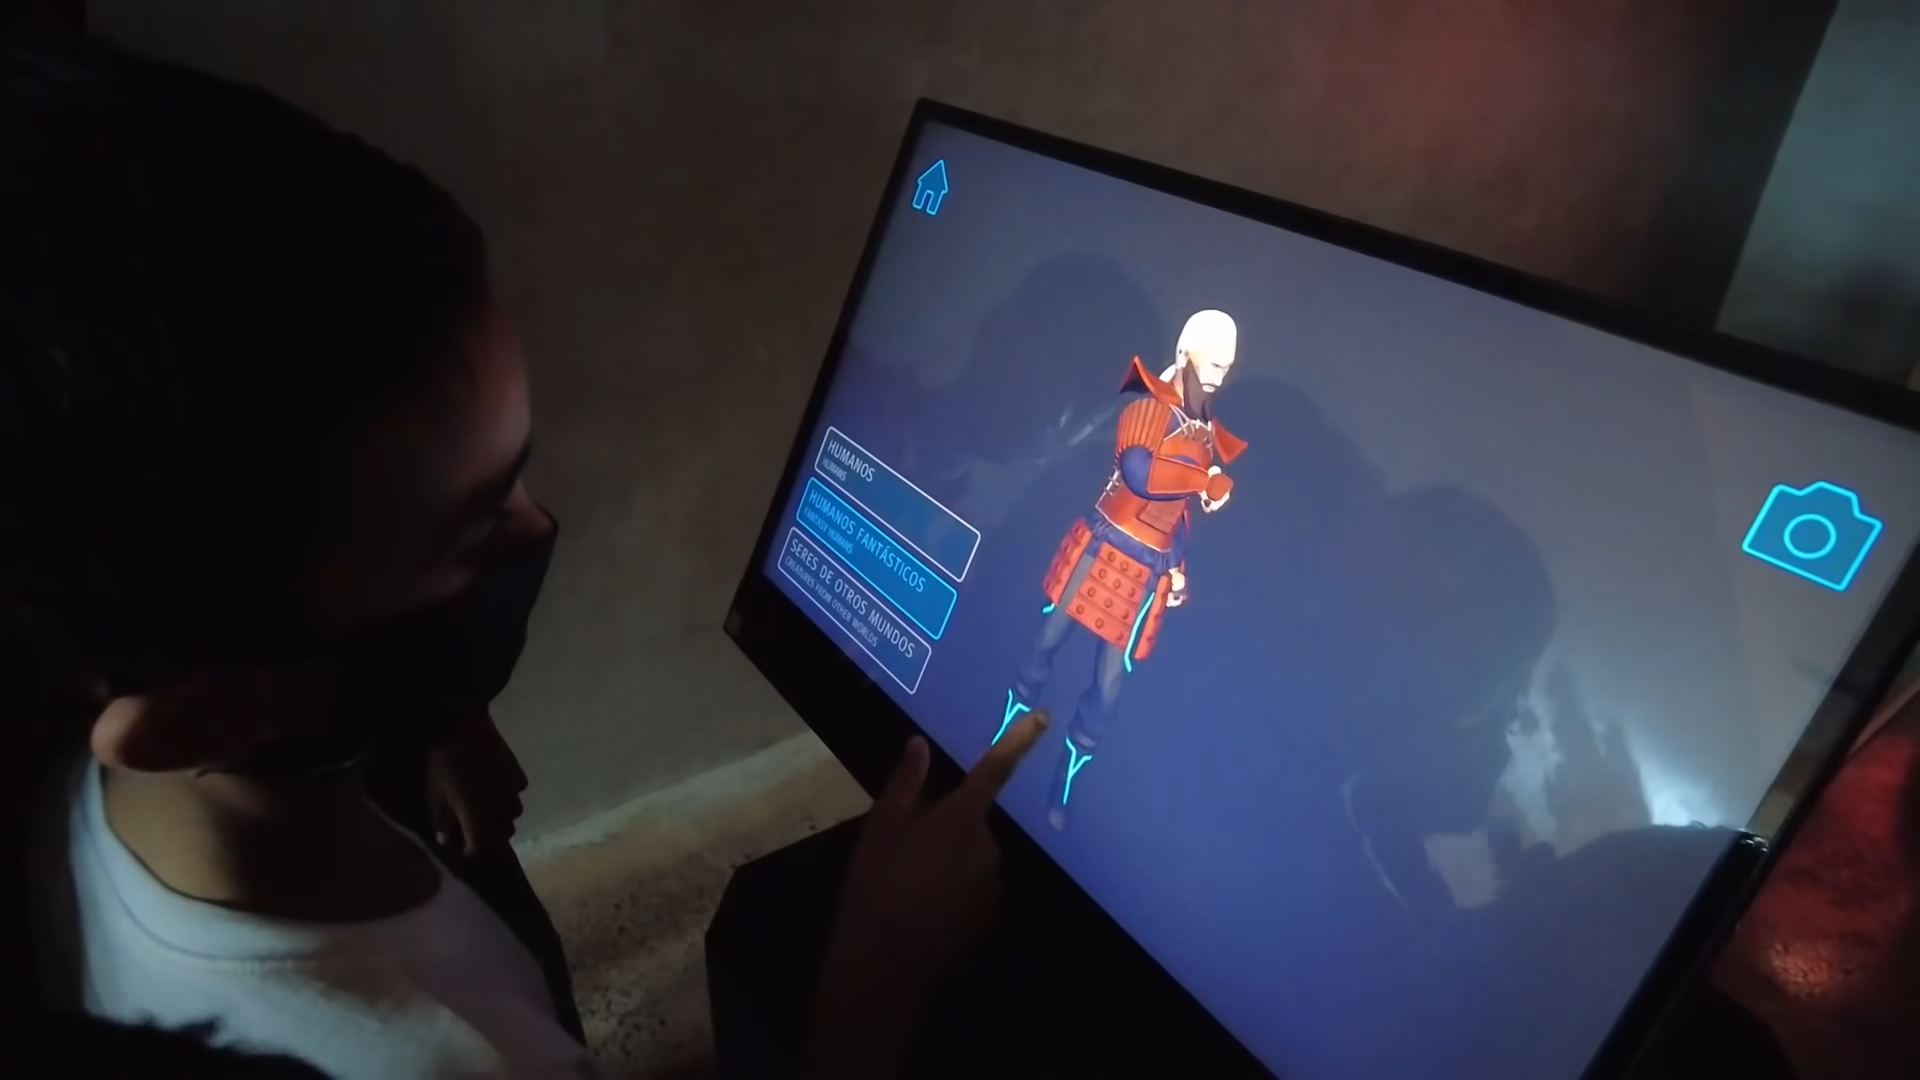 HUMANOS
HUMANS
HUMANOS FANTÁSTICOS
FANTASY HUMANS
SERES DE OTROS MUNDOS
CREATURES FROM OTHER WORLDS